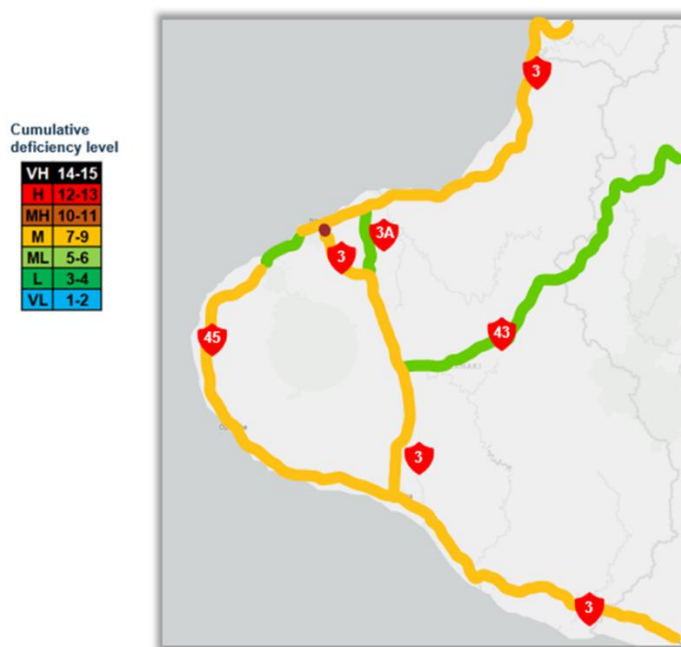 Cumulative
deficiency level
VH 14-15
H 12-13
MH 10-11
M 7-9
ML 5-6
L 3-4
VL 1-2
3
3A
3
45
43
3
3